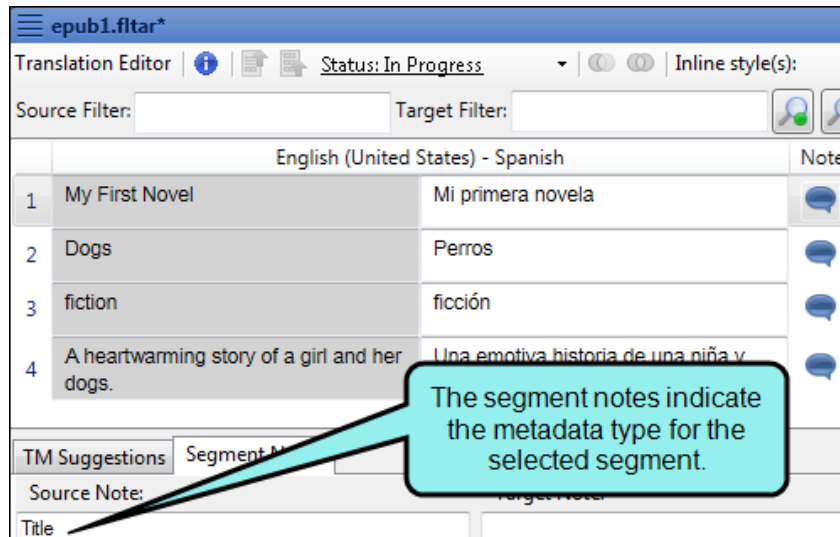 epub1.fltar*
Translation Editor Status: In Progress Inline style(s):
Source Filter: Target Filter:
English (United States) - Spanish Note
1 My First Novel Mi primera novela
2 Dogs Perros
3 fiction ficción
4 A heartwarming story of a girl and her Una emotiva historia de una niña y
dogs.
The segment notes indicate
the metadata type for the
selected segment.
TM Suggestions Segment
Source Note:
Title